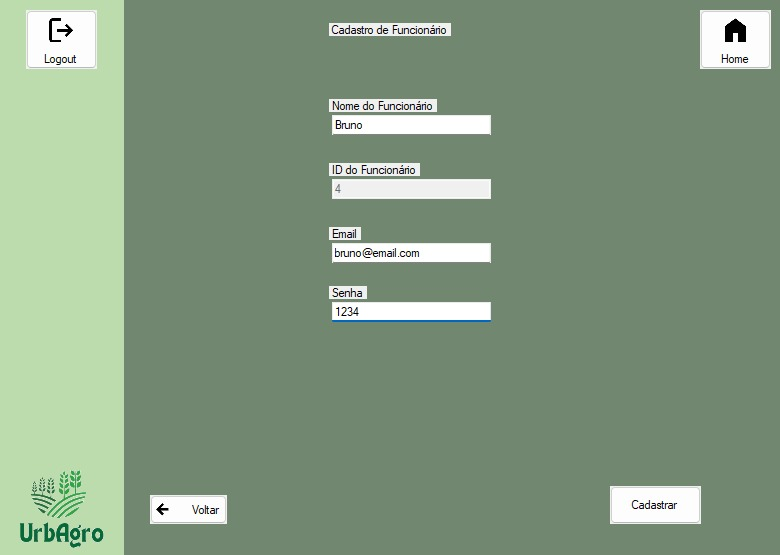 Logout
Cadastro de Funcionário
Home
Nome do Funcionário
Bruno
ID do Funcionário
4
Email
bruno@email.com
Senha
1234
UrbAgro
Voltar
Cadastrar